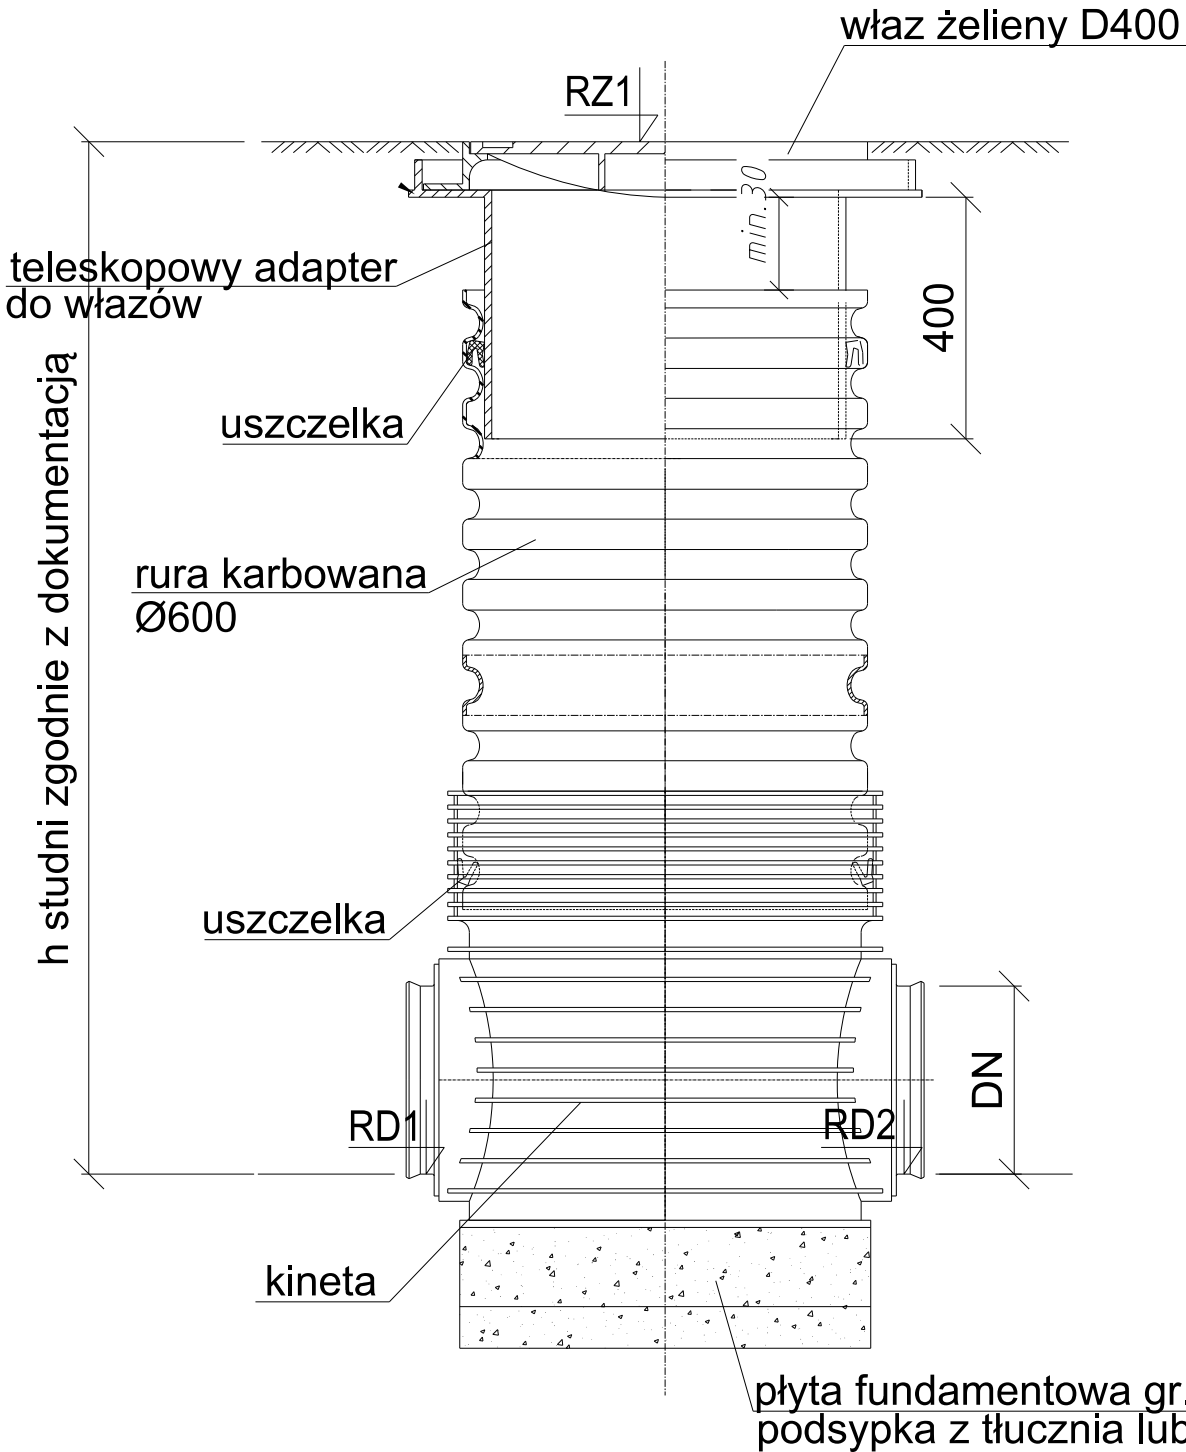 właz żelieny D400
RZ1
min.30
teleskopowy adapter
do włazów
400
uszczelka
h studni zgodnie z dokumentacją
rura karbowana
Ø600
uszczelka
DN
RD1
RD2
kineta
płyta fundamentowa gr.
podsypka z tłucznia lub